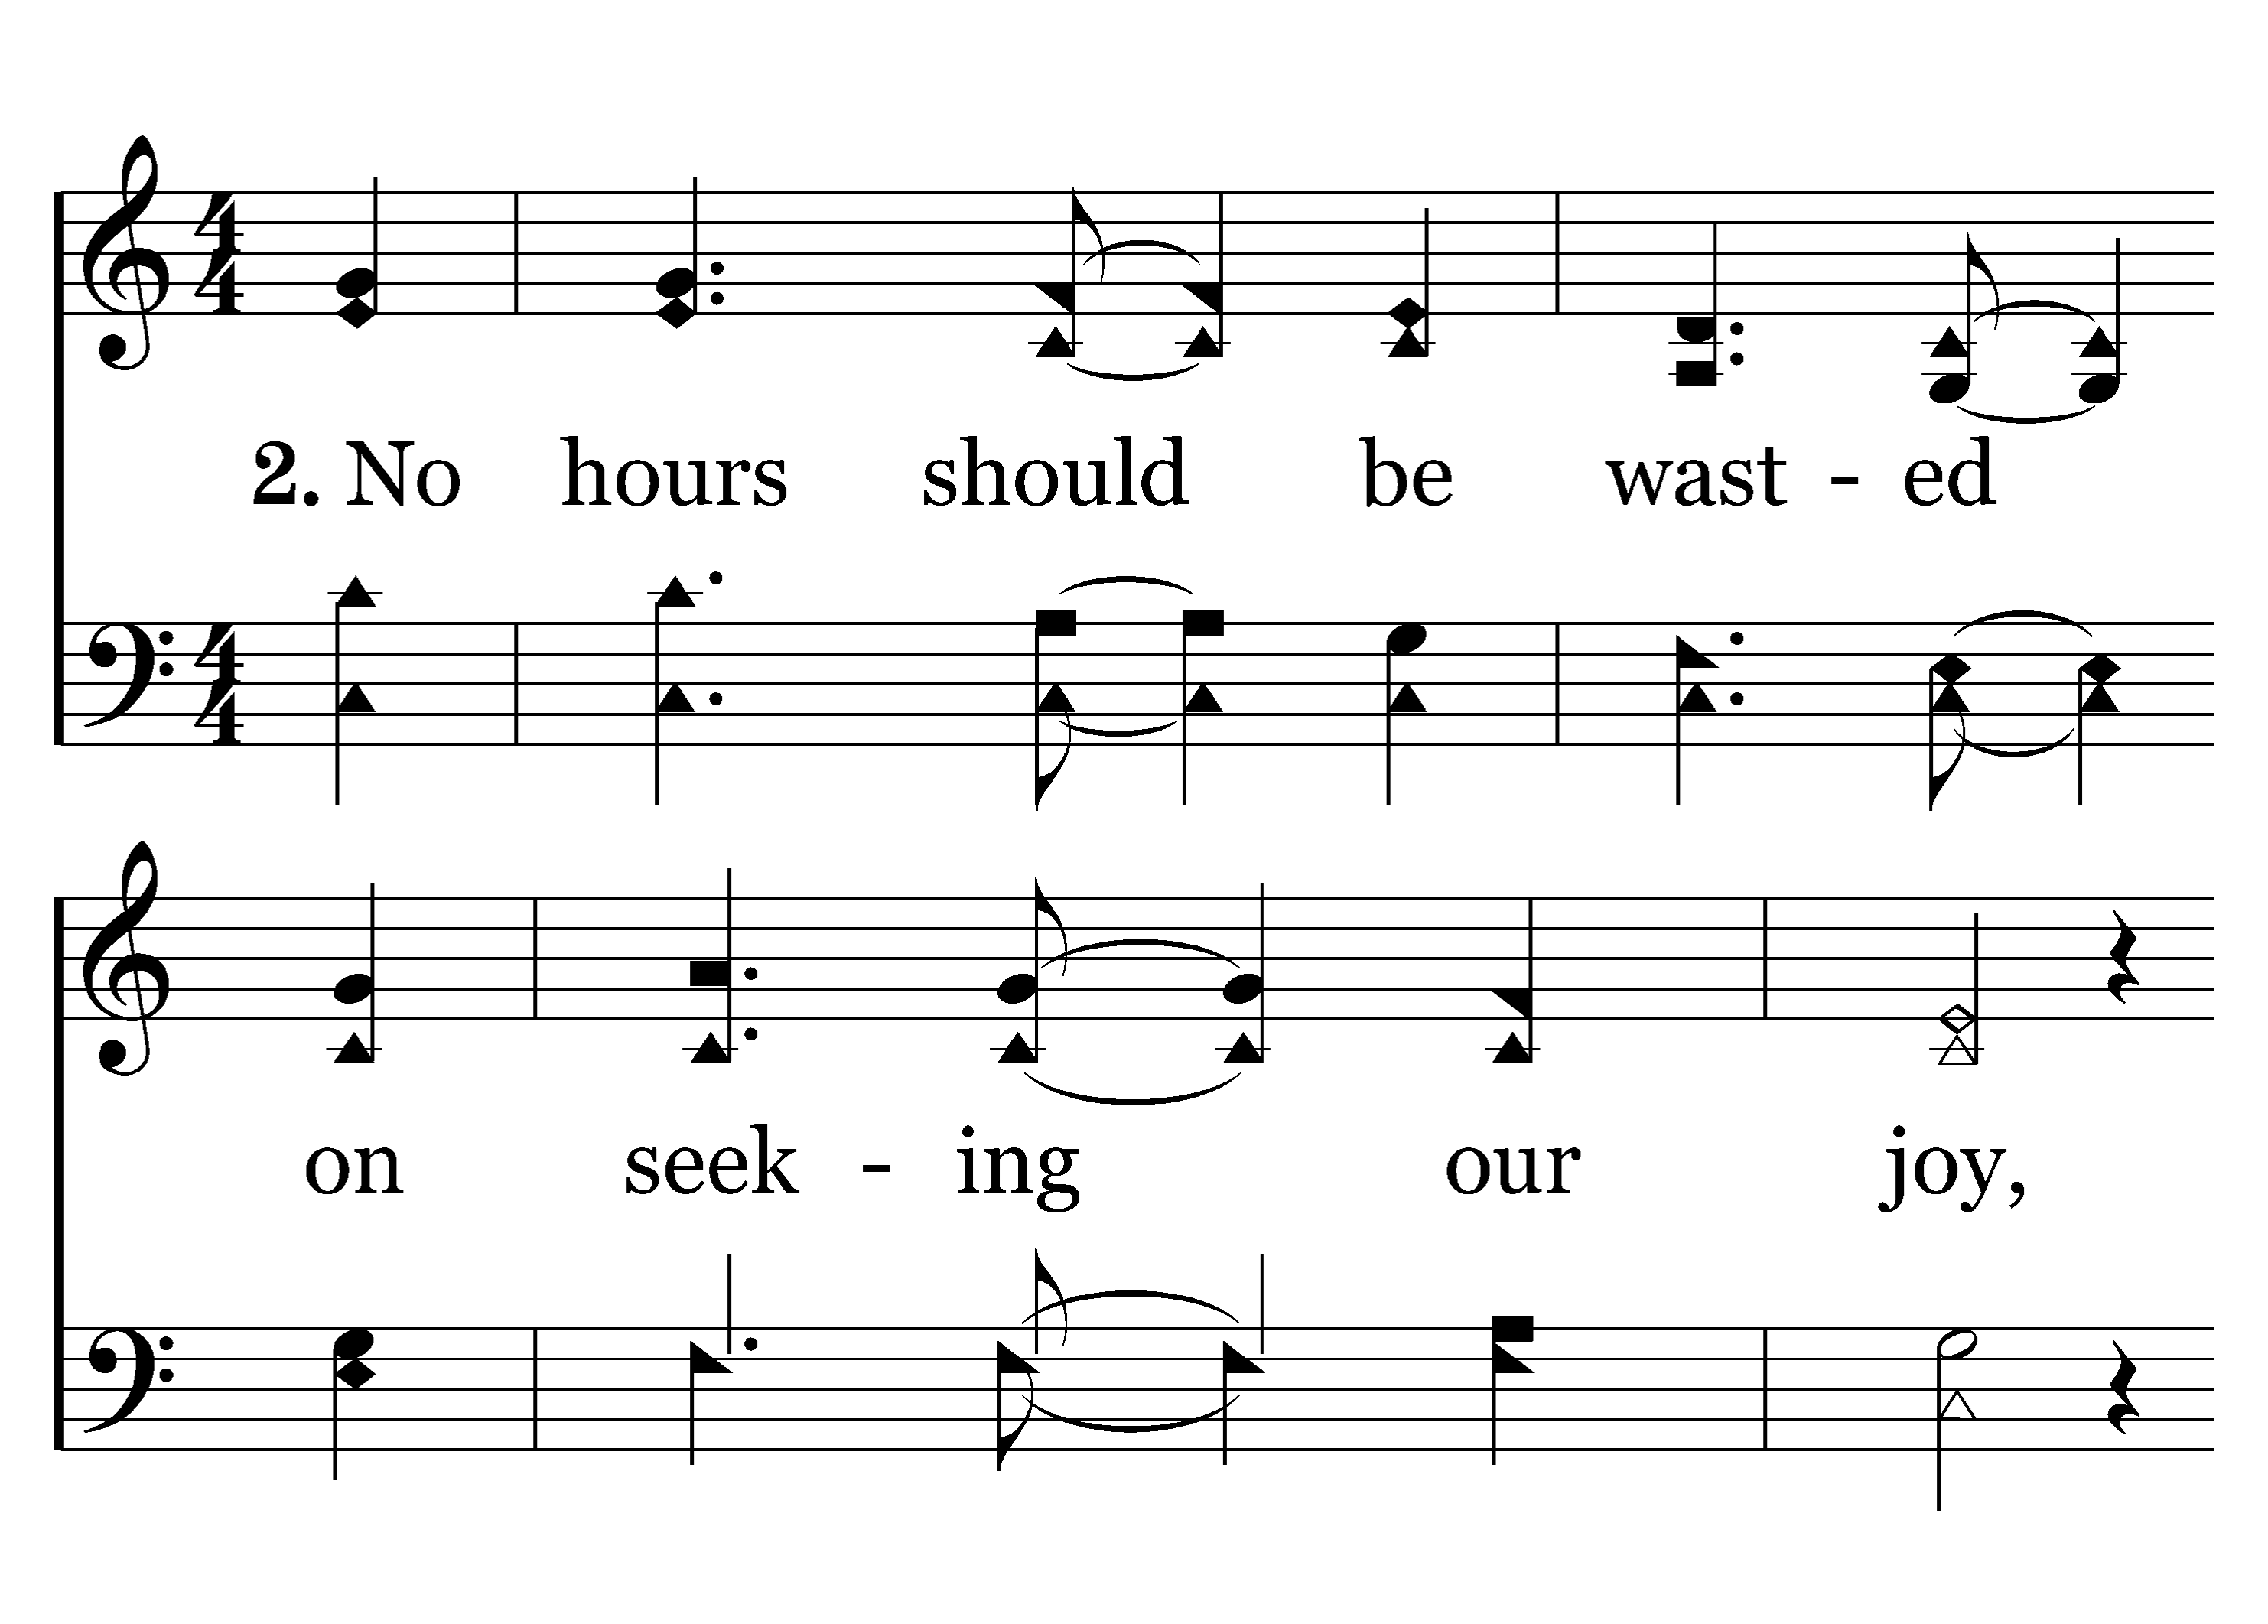 2. No hours should be wast - ed
on seek - ing our joy,